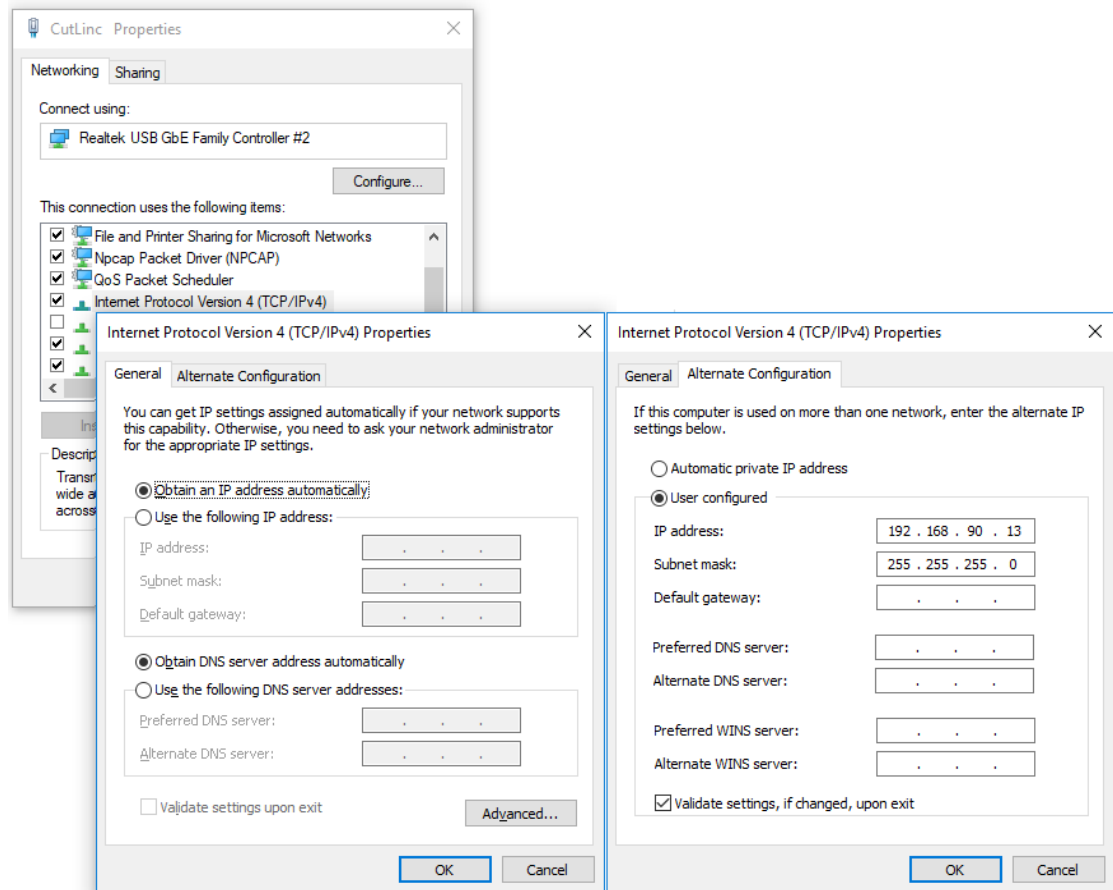 CutLinc Properties
Networking
Sharing
Connect using:
Realtek USB GbE Family Controller #2
Configure...
This connection uses the following items:
File and Printer Sharing for Microsoft Networks
Npcap Packet Driver (NPCAP)
QoS Packet Scheduler
Internet Protocol Version 4 (TCP/IPv4)
Internet Protocol Version 4 (TCP/IPv4) Properties
General
Alternate Configuration
You can get IP settings assigned automatically if your network supports
this capability. Otherwise, you need to ask your network administrator
for the appropriate IP settings.
Obtain an IP address automatically
Use the following IP address:
IP address:
Subnet mask:
Default gateway:
Obtain DNS server address automatically
Use the following DNS server addresses:
Preferred DNS server:
Alternate DNS server:
Validate settings upon exit
Advanced...
OK
Cancel
Internet Protocol Version 4 (TCP/IPv4) Properties
General
Alternate Configuration
If this computer is used on more than one network, enter the alternate IP
settings below.
Automatic private IP address
User configured
IP address: 192 . 168 . 90 . 13
Subnet mask: 255 . 255 . 255 . 0
Default gateway:
Preferred DNS server:
Alternate DNS server:
Preferred WINS server:
Alternate WINS server:
Validate settings, if changed, upon exit
OK
Cancel